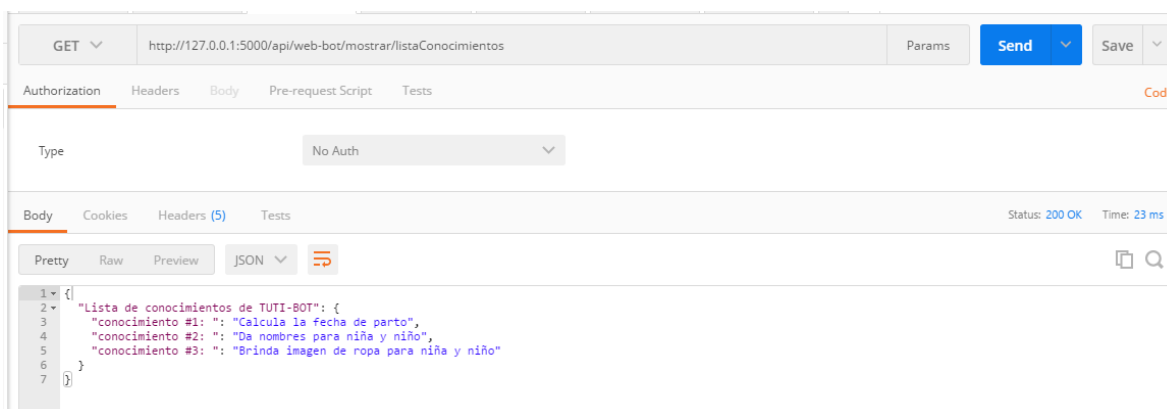 GET http://127.0.0.1:5000/api/web-bot/mostrar/listaConocimientos Params Send Save
Authorization Headers Body Pre-request Script Tests Cod
Type No Auth
Body Cookies Headers (5) Tests Status: 200 OK Time: 23 ms
Pretty Raw Preview JSON
1 {
2 "Lista de conocimientos de TUTI-BOT": {
3 "conocimiento #1: ": "Calcula la fecha de parto",
4 "conocimiento #2: ": "Da nombres para niña y niño",
5 "conocimiento #3: ": "Brinda imagen de ropa para niña y niño"
6 }
7 }